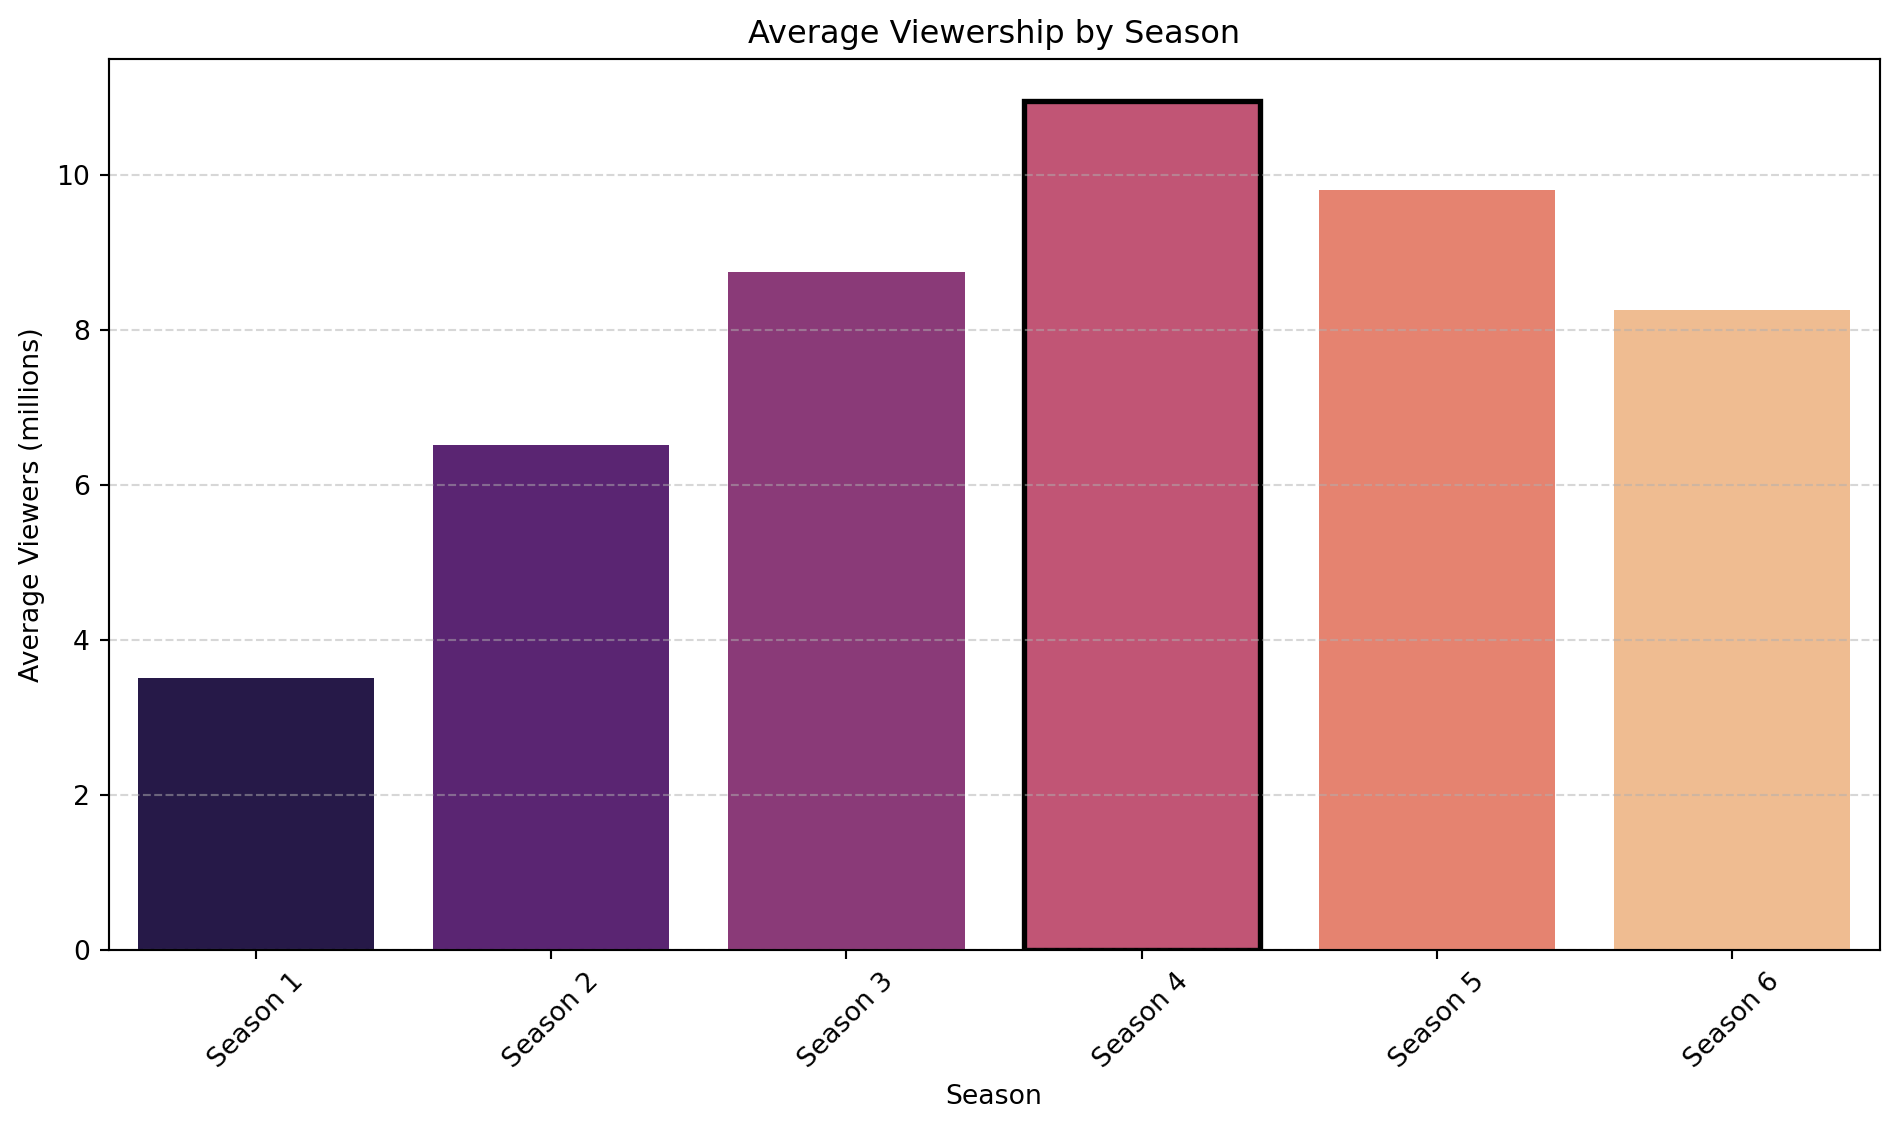 Average Viewership by Season
Average Viewers (millions)
10
8
6
4
2
0
Season 1
Season 2
Season 3
Season 4
Season 5
Season 6
Season